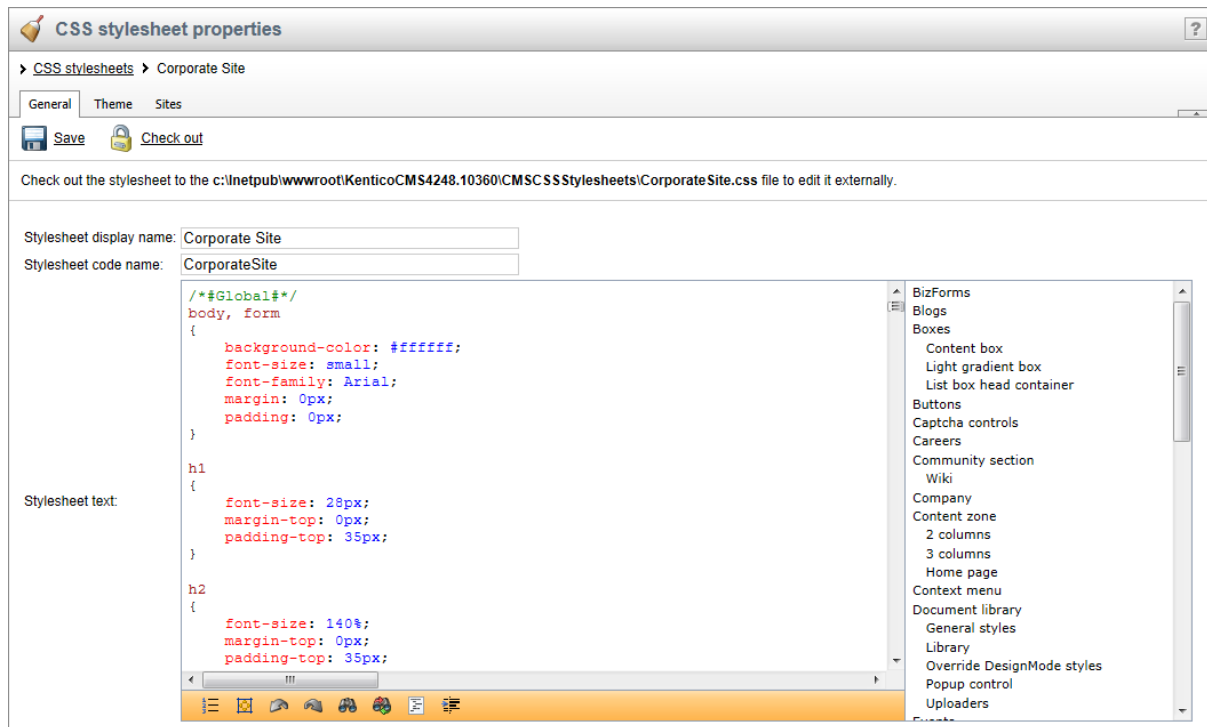 CSS stylesheet properties
?
CSS stylesheets > Corporate Site
General Theme Sites
Save Check out
Check out the stylesheet to the c:\Inetpub\wwwroot\KenticoCMS4248.10360\CMSCSSStylesheets\CorporateSite.css file to edit it externally.
Stylesheet display name: Corporate Site
Stylesheet code name: CorporateSite
Stylesheet text:
/*#Global#*/
body, form
{
    background-color: #ffffff;
    font-size: small;
    font-family: Arial;
    margin: 0px;
    padding: 0px;
}
h1
{
    font-size: 28px;
    margin-top: 0px;
    padding-top: 35px;
}
h2
{
    font-size: 140%;
    margin-top: 0px;
    padding-top: 35px;
BizForms
Blogs
Boxes
Content box
Light gradient box
List box head container
Buttons
Captcha controls
Careers
Community section
Wiki
Company
Content zone
2 columns
3 columns
Home page
Context menu
Document library
General styles
Library
Override DesignMode styles
Popup control
Uploaders
Events